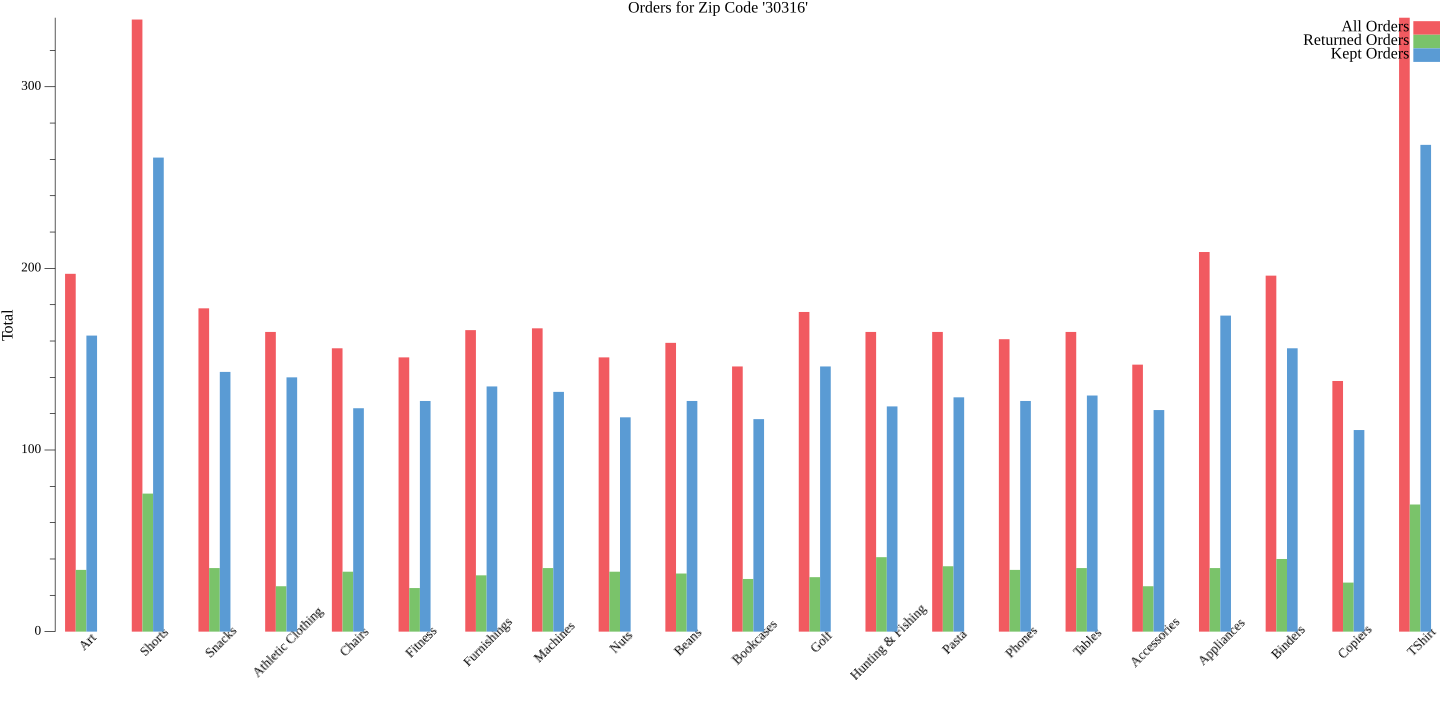 Orders for Zip Code '30316'
All Orders
Returned Orders
Kept Orders
Total
300
200
100
0
Art
Shorts
Snacks
Athletic Clothing
Chairs
Fitness
Furnishings
Machines
Nuts
Beans
Bookcases
Golf
Hunting & Fishing
Pasta
Phones
Tables
Accessories
Appliances
Binders
Copiers
TShirt